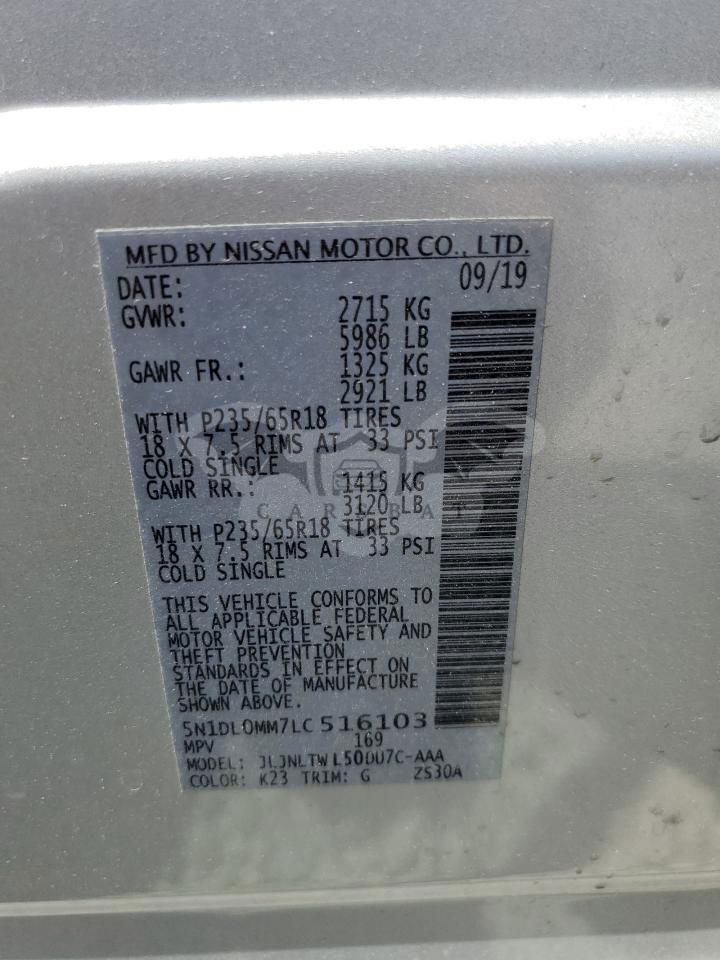 MFD BY NISSAN MOTOR CO., LTD.
DATE: 09/19
GVWR: 2715 KG
5986 LB
GAWR FR.: 1325 KG
2921 LB
WITH P235/65R18 TIRES
18 X 7.5 RIMS AT 33 PSI
COLD SINGLE
GAWR RR.: 1415 KG
3120 LB
CARSBAT
WITH P235/65R18 TIRES
18 X 7.5 RIMS AT 33 PSI
COLD SINGLE
THIS VEHICLE CONFORMS TO
ALL APPLICABLE FEDERAL
MOTOR VEHICLE SAFETY AND
THEFT PREVENTION
STANDARDS IN EFFECT ON
THE DATE OF MANUFACTURE
SHOWN ABOVE.
5N1DL0MM7LC 516103
MPV 169
MODEL: JLJNLTWL50DU7C-AAA
COLOR: K23 TRIM: G ZS30A